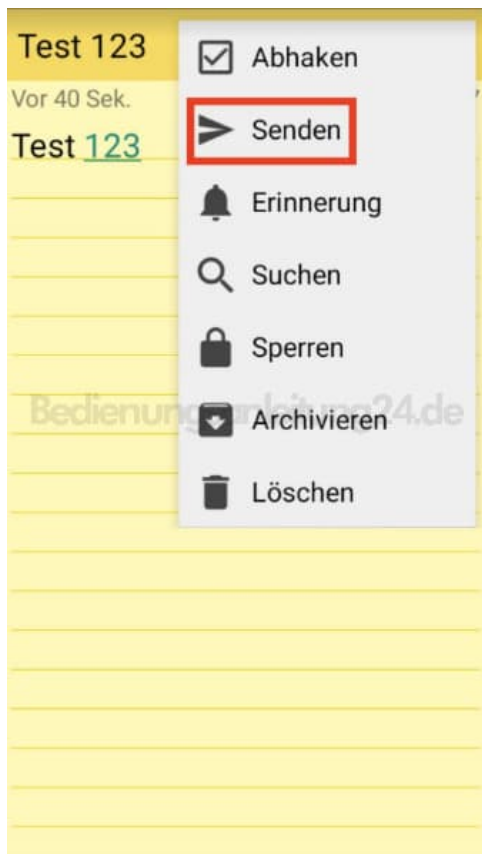 Test 123
Abhaken
Vor 40 Sek.
Senden
Test 123
Erinnerung
Suchen
Sperren
Bedienungsanleitung24.de
Archivieren
Löschen